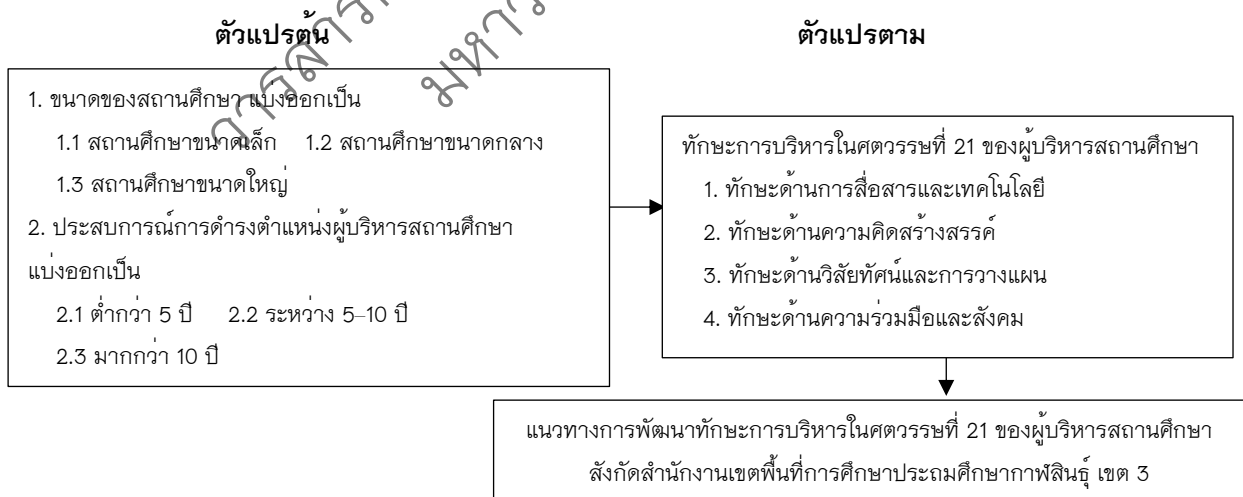 ตัวแปรต้น
1. ขนาดของสถานศึกษา แบ่งออกเป็น
1.1 สถานศึกษาขนาดเล็ก 1.2 สถานศึกษาขนาดกลาง
1.3 สถานศึกษาขนาดใหญ่
2. ประสบการณ์การดำรงตำแหน่งผู้บริหารสถานศึกษา
แบ่งออกเป็น
2.1 ต่ำกว่า 5 ปี 2.2 ระหว่าง 5–10 ปี
2.3 มากกว่า 10 ปี
ตัวแปรตาม
ทักษะการบริหารในศตวรรษที่ 21 ของผู้บริหารสถานศึกษา
1. ทักษะด้านการสื่อสารและเทคโนโลยี
2. ทักษะด้านความคิดสร้างสรรค์
3. ทักษะด้านวิสัยทัศน์และการวางแผน
4. ทักษะด้านความร่วมมือและสังคม
แนวทางการพัฒนาทักษะการบริหารในศตวรรษที่ 21 ของผู้บริหารสถานศึกษา
สังกัดสำนักงานเขตพื้นที่การศึกษาประถมศึกษากาฬสินธุ์ เขต 3